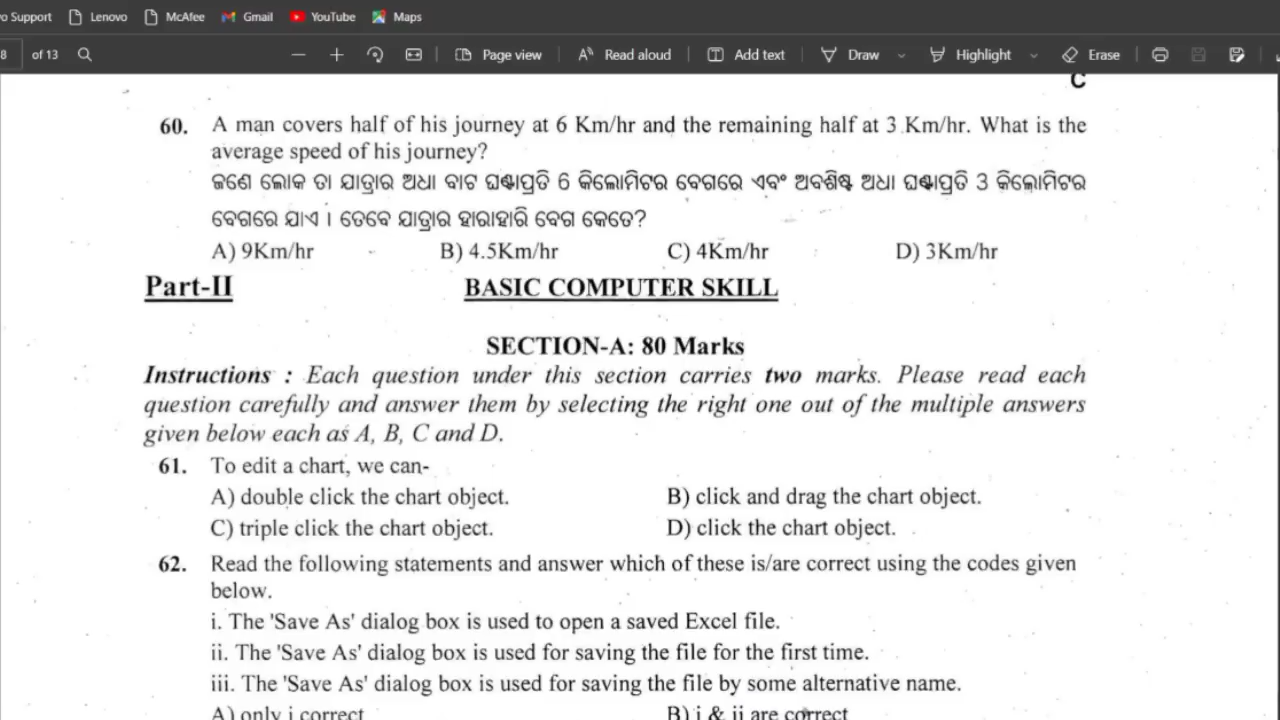 vo Support Lenovo McAfee Gmail YouTube Maps
8 of 13 Page view Read aloud Add text Draw Highlight Erase
C
60. A man covers half of his journey at 6 Km/hr and the remaining half at 3 Km/hr. What is the
average speed of his journey?
ଜଣେ ଲୋକ ତା ଯାତ୍ରାର ଅଧା ବାଟ ଘଣ୍ଟାପ୍ରତି 6 କିଲୋମିଟର ବେଗରେ ଏବଂ ଅବଶିଷ୍ଟ ଅଧା ଘଣ୍ଟାପ୍ରତି 3 କିଲୋମିଟର
ବେଗରେ ଯାଏ । ତେବେ ଯାତ୍ରାର ହାରାହାରି ବେଗ କେତେ?
A) 9Km/hr B) 4.5Km/hr C) 4Km/hr D) 3Km/hr
Part-II BASIC COMPUTER SKILL
SECTION-A: 80 Marks
Instructions : Each question under this section carries two marks. Please read each
question carefully and answer them by selecting the right one out of the multiple answers
given below each as A, B, C and D.
61. To edit a chart, we can-
A) double click the chart object. B) click and drag the chart object.
C) triple click the chart object. D) click the chart object.
62. Read the following statements and answer which of these is/are correct using the codes given
below.
i. The 'Save As' dialog box is used to open a saved Excel file.
ii. The 'Save As' dialog box is used for saving the file for the first time.
iii. The 'Save As' dialog box is used for saving the file by some alternative name.
A) only i correct B) i & ii are correct